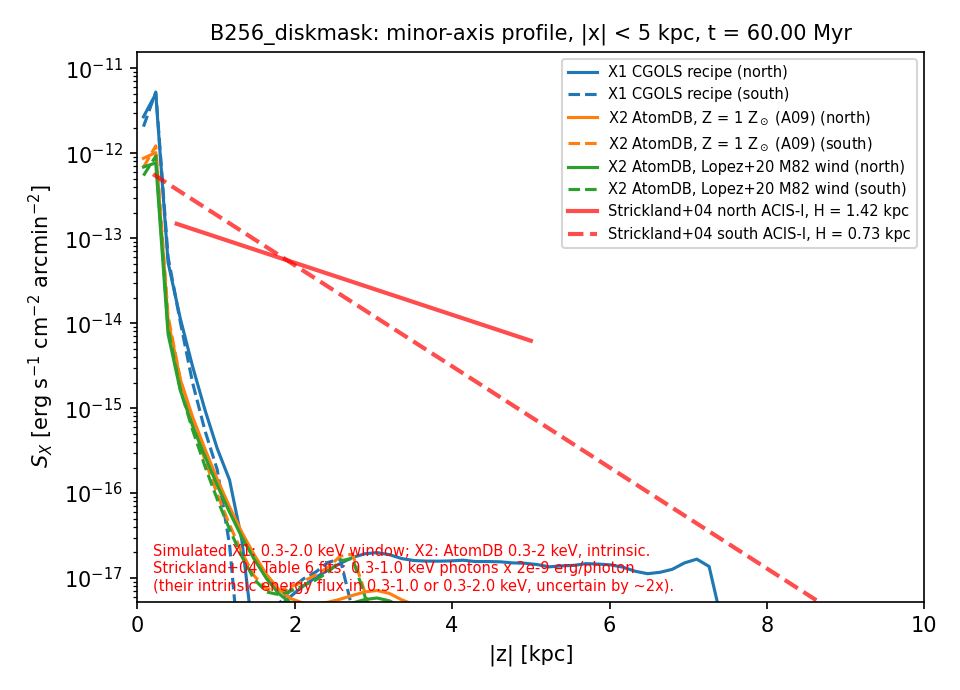 B256_diskmask: minor-axis profile, |x| < 5 kpc, t = 60.00 Myr
X1 CGOLS recipe (north)
X1 CGOLS recipe (south)
X2 AtomDB, Z = 1 Z⊙ (A09) (north)
X2 AtomDB, Z = 1 Z⊙ (A09) (south)
X2 AtomDB, Lopez+20 M82 wind (north)
X2 AtomDB, Lopez+20 M82 wind (south)
Strickland+04 north ACIS-I, H = 1.42 kpc
Strickland+04 south ACIS-I, H = 0.73 kpc
10⁻¹¹
10⁻¹²
10⁻¹³
10⁻¹⁴
10⁻¹⁵
10⁻¹⁶
10⁻¹⁷
S_X [erg s⁻¹ cm⁻² arcmin⁻²]
Simulated X1: 0.3-2.0 keV window; X2: AtomDB 0.3-2 keV, intrinsic.
Strickland+04 Table 6 fits: 0.3-1.0 keV photons x 2e-9 erg/photon
(their intrinsic energy flux in 0.3-1.0 or 0.3-2.0 keV, uncertain by ~2x).
0 2 4 6 8 10
|z| [kpc]